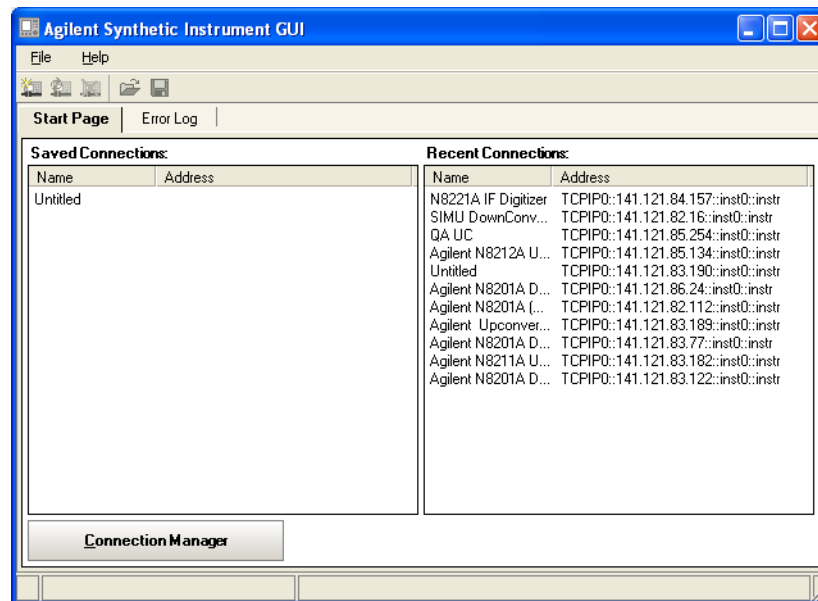 Agilent Synthetic Instrument GUI
File Help
Start Page Error Log
Saved Connections:
Name Address
Untitled
Recent Connections:
Name Address
N8221A IF Digitizer TCPIP0::141.121.84.157::inst0::instr
SIMU DownConv... TCPIP0::141.121.82.16::inst0::instr
QA UC TCPIP0::141.121.85.254::inst0::instr
Agilent N8212A U... TCPIP0::141.121.85.134::inst0::instr
Untitled TCPIP0::141.121.83.190::inst0::instr
Agilent N8201A D... TCPIP0::141.121.86.24::inst0::instr
Agilent N8201A (... TCPIP0::141.121.82.112::inst0::instr
Agilent Upconver... TCPIP0::141.121.83.189::inst0::instr
Agilent N8201A D... TCPIP0::141.121.83.77::inst0::instr
Agilent N8211A U... TCPIP0::141.121.83.182::inst0::instr
Agilent N8201A D... TCPIP0::141.121.83.122::inst0::instr
Connection Manager